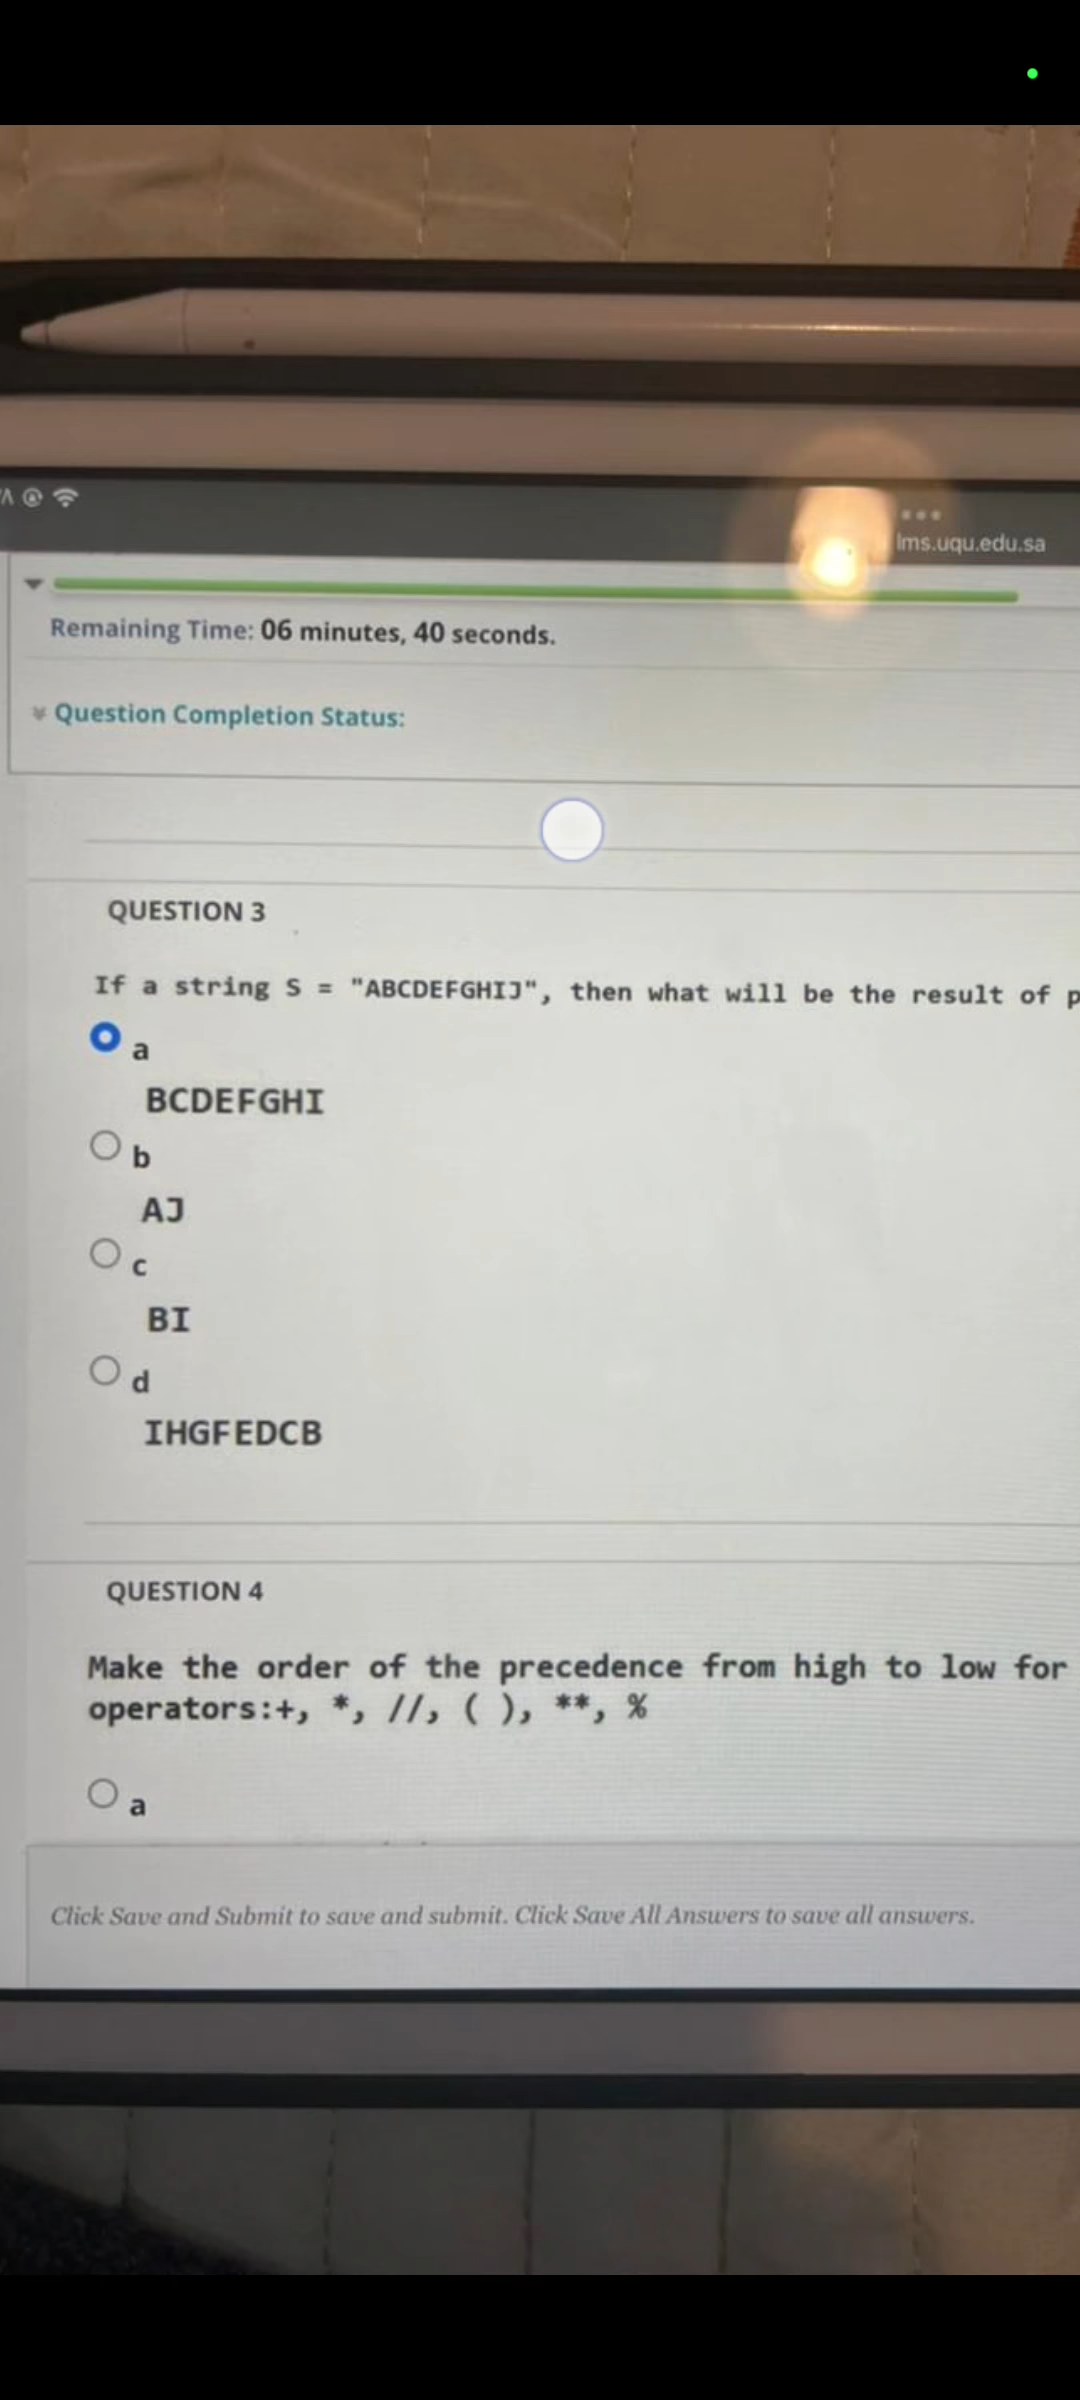 lms.uqu.edu.sa
Remaining Time: 06 minutes, 40 seconds.
Question Completion Status:
QUESTION 3
If a string S = "ABCDEFGHIJ", then what will be the result of p
a
BCDEFGHI
b
AJ
c
BI
d
IHGFEDCB
QUESTION 4
Make the order of the precedence from high to low for
operators:+, *, //, ( ), **, %
a
Click Save and Submit to save and submit. Click Save All Answers to save all answers.